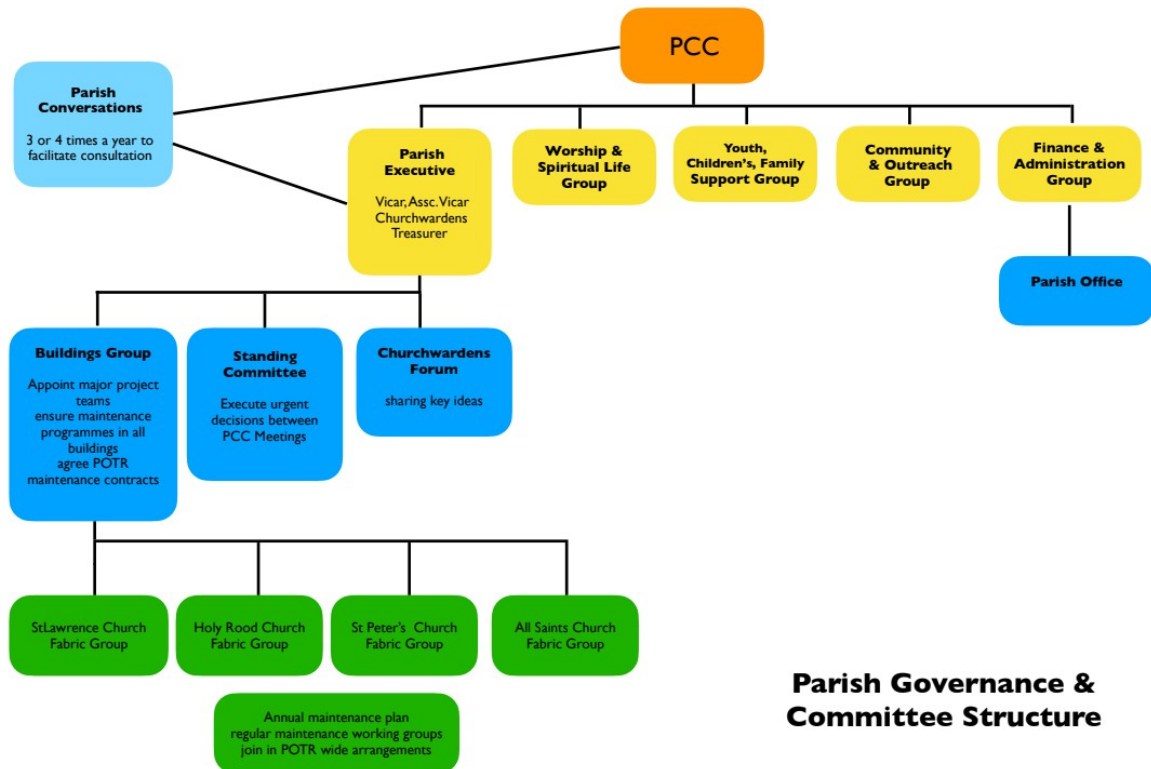 PCC
Parish
Conversations
3 or 4 times a year to
facilitate consultation
Parish
Executive
Vicar, Assc. Vicar
Churchwardens
Treasurer
Worship &
Spiritual Life
Group
Youth,
Children's, Family
Support Group
Community
& Outreach
Group
Finance &
Administration
Group
Parish Office
Buildings Group
Appoint major project
teams
ensure maintenance
programmes in all
buildings
agree POTR
maintenance contracts
Standing
Committee
Execute urgent
decisions between
PCC Meetings
Churchwardens
Forum
sharing key ideas
StLawrence Church
Fabric Group
Holy Rood Church
Fabric Group
St Peter's Church
Fabric Group
All Saints Church
Fabric Group
Annual maintenance plan
regular maintenance working groups
join in POTR wide arrangements
Parish Governance &
Committee Structure